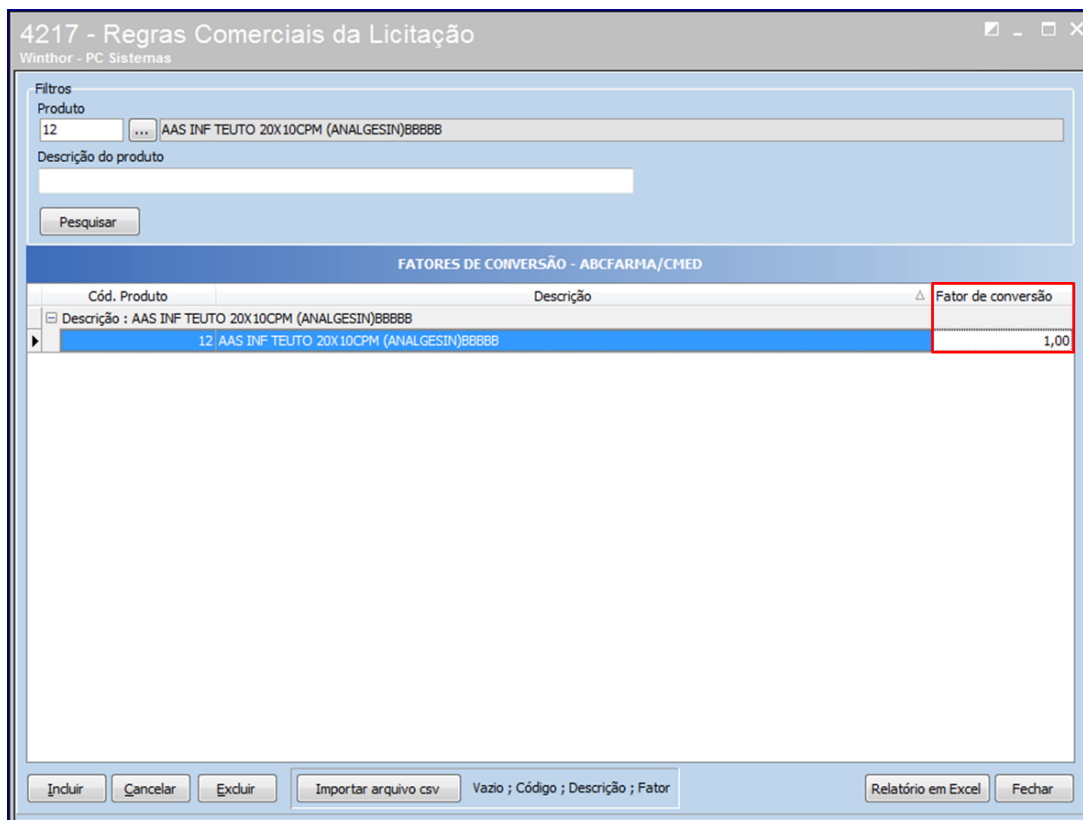 4217 - Regras Comerciais da Licitação
Winthor - PC Sistemas
Filtros
Produto
12 ... AAS INF TEUTO 20X10CPM (ANALGESIN)BBBBB
Descrição do produto
Pesquisar
FATORES DE CONVERSÃO - ABCFARMA/CMED
Cód. Produto Descrição Fator de conversão
Descrição : AAS INF TEUTO 20X10CPM (ANALGESIN)BBBBB
12 AAS INF TEUTO 20X10CPM (ANALGESIN)BBBBB 1,00
Incluir Cancelar Excluir Importar arquivo csv Vazio ; Código ; Descrição ; Fator Relatório em Excel Fechar